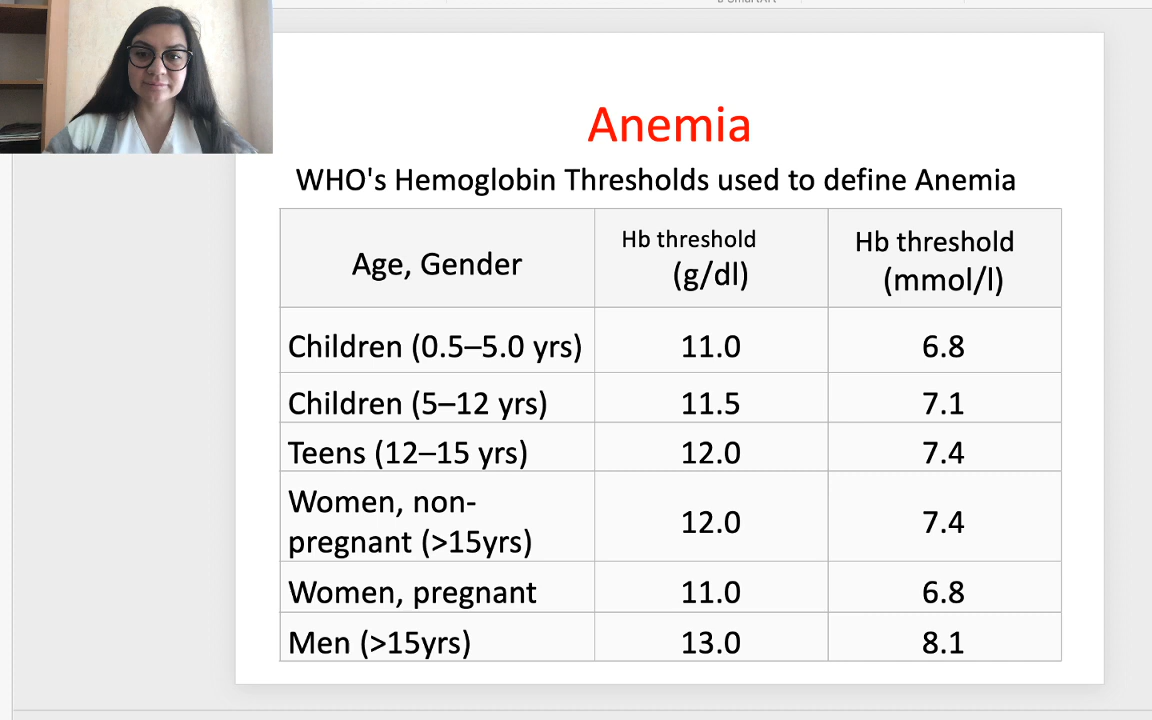 Anemia
WHO's Hemoglobin Thresholds used to define Anemia
Age, Gender
Hb threshold
(g/dl)
Hb threshold
(mmol/l)
Children (0.5–5.0 yrs) 11.0 6.8
Children (5–12 yrs) 11.5 7.1
Teens (12–15 yrs) 12.0 7.4
Women, non-
pregnant (>15yrs) 12.0 7.4
Women, pregnant 11.0 6.8
Men (>15yrs) 13.0 8.1